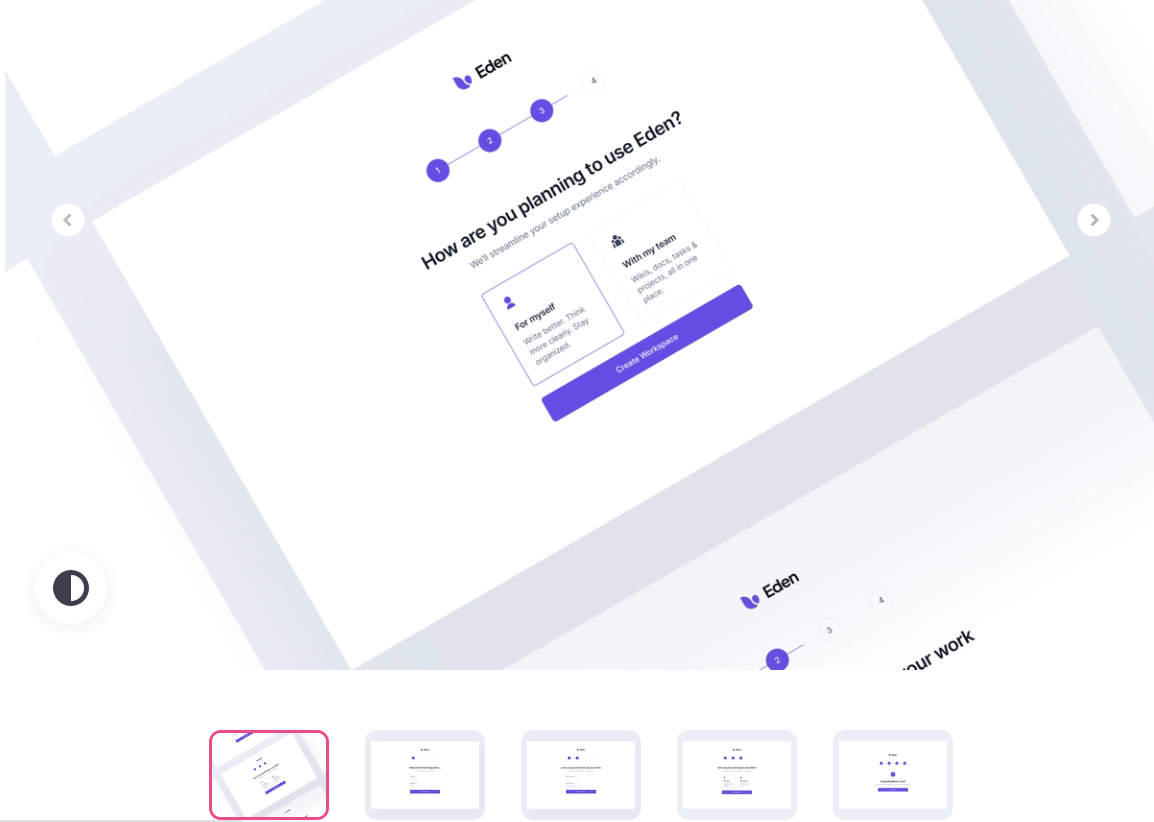 Eden
1 2 3 4
How are you planning to use Eden?
We'll streamline your setup experience accordingly.
For myself
Write better. Think
more clearly. Stay
organized.
With my team
Wikis, docs, tasks &
projects, all in one
place.
Create Workspace
Eden
2 3 4
your work